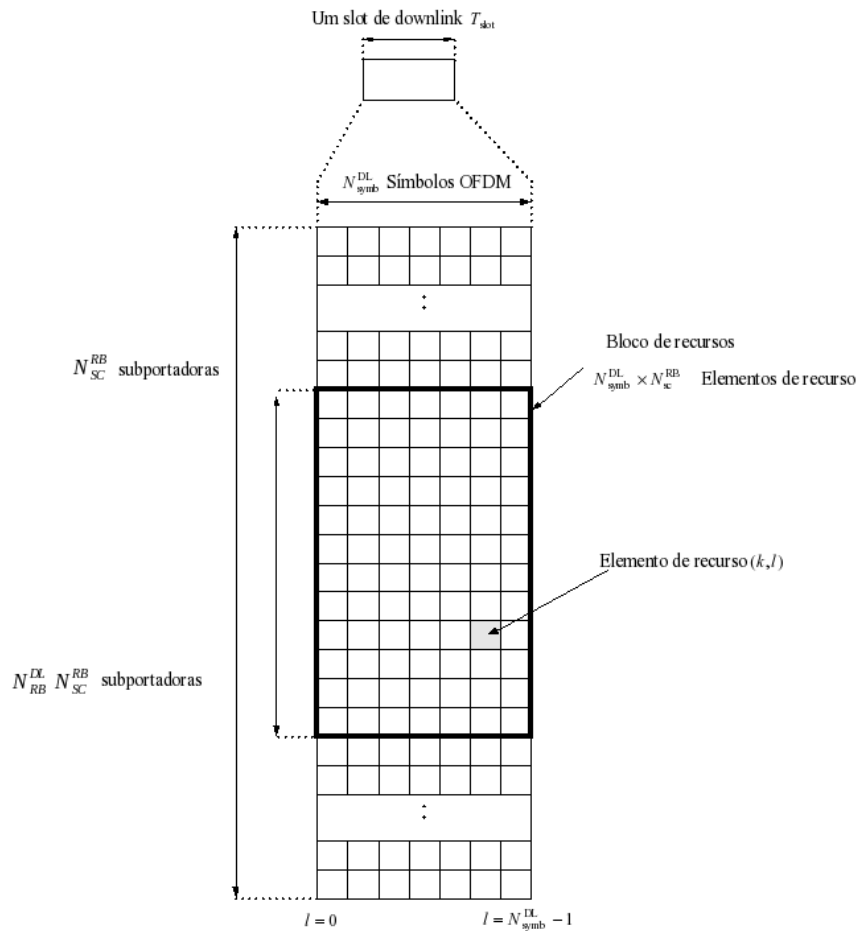 Um slot de downlink T_slot
N_symb^DL Símbolos OFDM
N_SC^RB subportadoras
Bloco de recursos
N_symb^DL × N_sc^RB Elementos de recurso
Elemento de recurso (k,l)
N_RB^DL N_SC^RB subportadoras
l = 0
l = N_symb^DL − 1